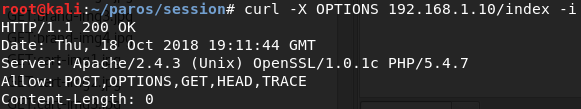 root@kali:~/paros/session# curl -X OPTIONS 192.168.1.10/index -i
HTTP/1.1 200 OK
Date: Thu, 18 Oct 2018 19:11:44 GMT
Server: Apache/2.4.3 (Unix) OpenSSL/1.0.1c PHP/5.4.7
Allow: POST,OPTIONS,GET,HEAD,TRACE
Content-Length: 0